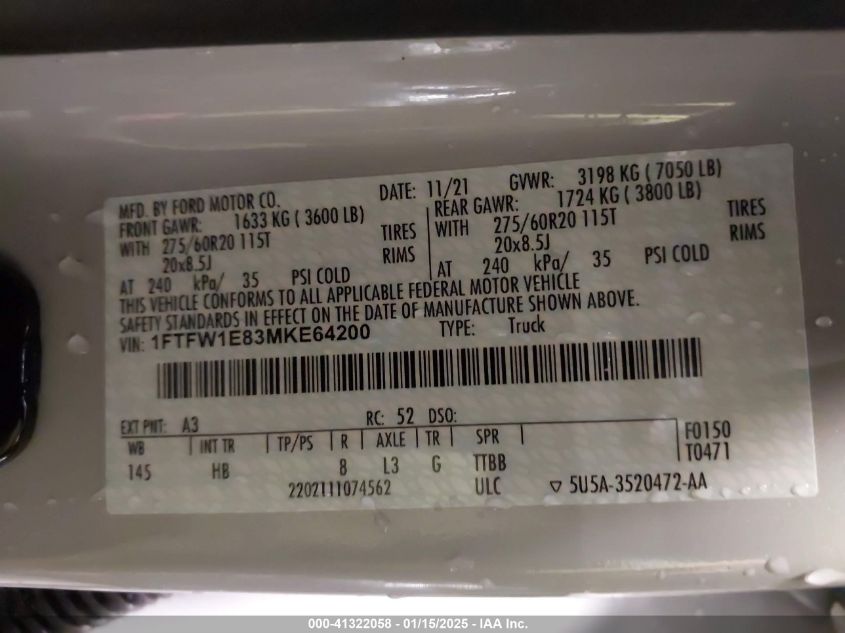 MFD. BY FORD MOTOR CO. DATE: 11/21 GVWR: 3198 KG ( 7050 LB)
FRONT GAWR: 1633 KG ( 3600 LB) REAR GAWR: 1724 KG ( 3800 LB)
WITH 275/60R20 115T TIRES WITH 275/60R20 115T TIRES
20x8.5J RIMS 20x8.5J RIMS
AT 240 kPa/ 35 PSI COLD AT 240 kPa/ 35 PSI COLD
THIS VEHICLE CONFORMS TO ALL APPLICABLE FEDERAL MOTOR VEHICLE
SAFETY STANDARDS IN EFFECT ON THE DATE OF MANUFACTURE SHOWN ABOVE.
VIN: 1FTFW1E83MKE64200 TYPE: Truck
EXT PNT: A3 RC: 52 DSO:
WB INT TR TP/PS R AXLE TR SPR F0150
145 HB 8 L3 G TTBB T0471
2202111074562 ULC ▽ 5U5A-3520472-AA
000-41322058 - 01/15/2025 - IAA Inc.